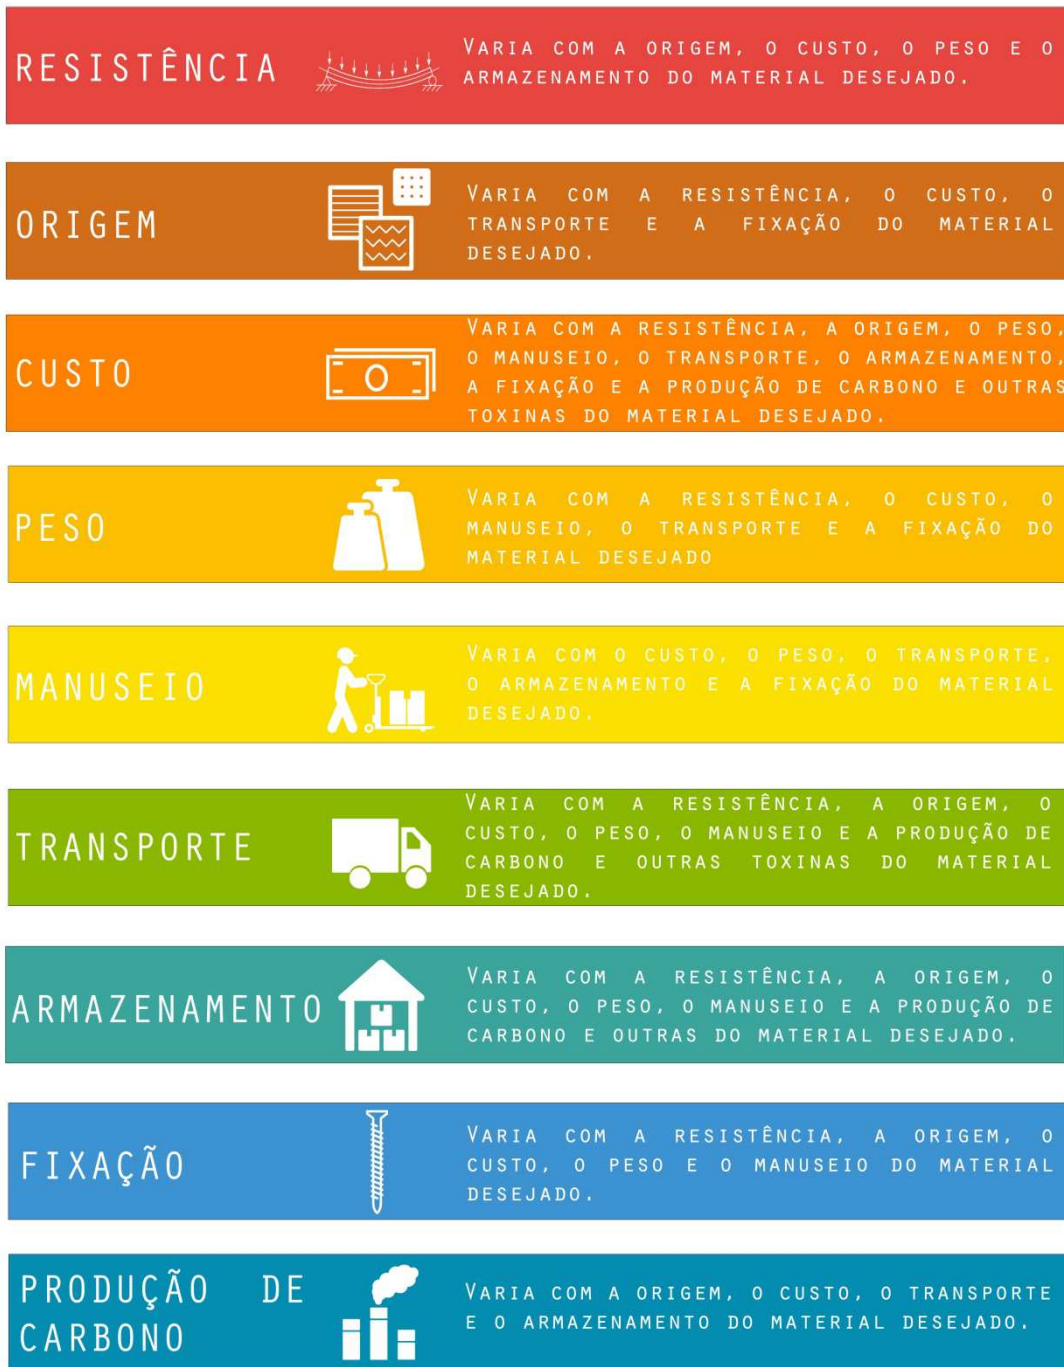 RESISTÊNCIA
VARIA COM A ORIGEM, O CUSTO, O PESO E O
ARMAZENAMENTO DO MATERIAL DESEJADO.
ORIGEM
VARIA COM A RESISTÊNCIA, O CUSTO, O
TRANSPORTE E A FIXAÇÃO DO MATERIAL
DESEJADO.
CUSTO
VARIA COM A RESISTÊNCIA, A ORIGEM, O PESO,
O MANUSEIO, O TRANSPORTE, O ARMAZENAMENTO,
A FIXAÇÃO E A PRODUÇÃO DE CARBONO E OUTRAS
TOXINAS DO MATERIAL DESEJADO.
PESO
VARIA COM A RESISTÊNCIA, O CUSTO, O
MANUSEIO, O TRANSPORTE E A FIXAÇÃO DO
MATERIAL DESEJADO
MANUSEIO
VARIA COM O CUSTO, O PESO, O TRANSPORTE,
O ARMAZENAMENTO E A FIXAÇÃO DO MATERIAL
DESEJADO.
TRANSPORTE
VARIA COM A RESISTÊNCIA, A ORIGEM, O
CUSTO, O PESO, O MANUSEIO E A PRODUÇÃO DE
CARBONO E OUTRAS TOXINAS DO MATERIAL
DESEJADO.
ARMAZENAMENTO
VARIA COM A RESISTÊNCIA, A ORIGEM, O
CUSTO, O PESO, O MANUSEIO E A PRODUÇÃO DE
CARBONO E OUTRAS DO MATERIAL DESEJADO.
FIXAÇÃO
VARIA COM A RESISTÊNCIA, A ORIGEM, O
CUSTO, O PESO E O MANUSEIO DO MATERIAL
DESEJADO.
PRODUÇÃO DE
CARBONO
VARIA COM A ORIGEM, O CUSTO, O TRANSPORTE
E O ARMAZENAMENTO DO MATERIAL DESEJADO.